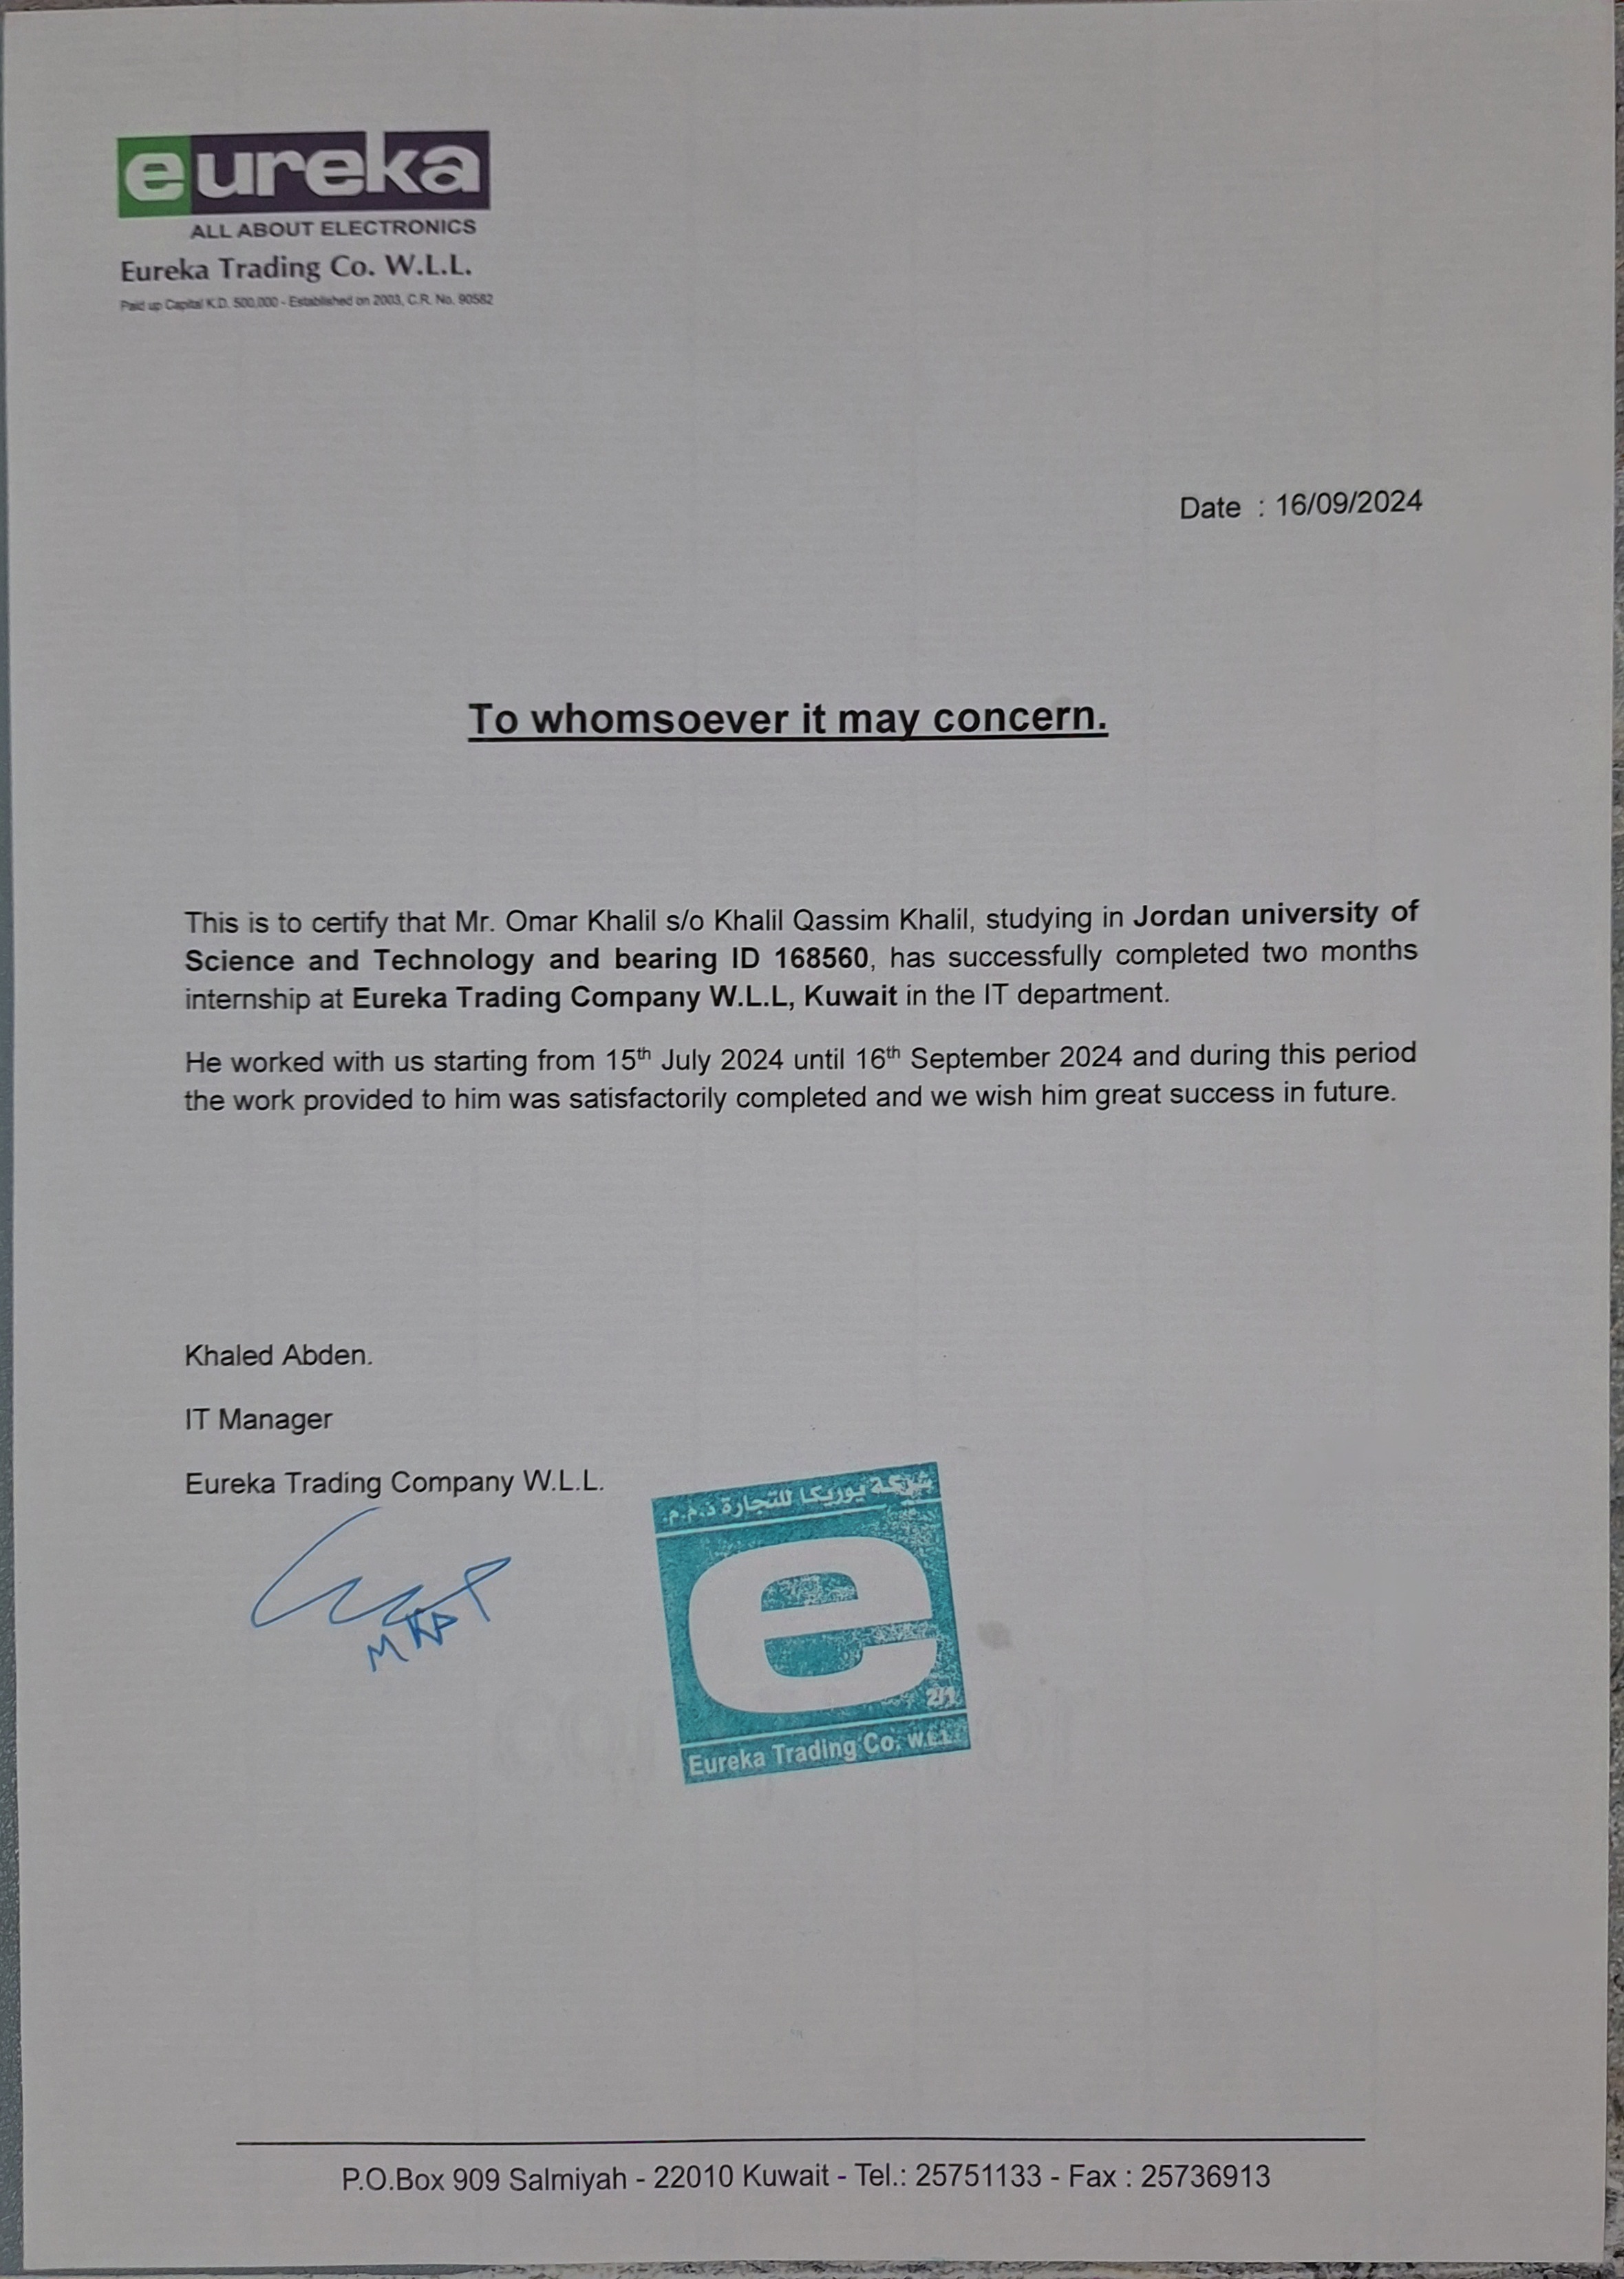 eureka
ALL ABOUT ELECTRONICS
Eureka Trading Co. W.L.L.
Paid up Capital K.D. 500,000 - Established on 2003, C.R. No. 90582
Date : 16/09/2024
To whomsoever it may concern.
This is to certify that Mr. Omar Khalil s/o Khalil Qassim Khalil, studying in Jordan university of
Science and Technology and bearing ID 168560, has successfully completed two months
internship at Eureka Trading Company W.L.L, Kuwait in the IT department.
He worked with us starting from 15th July 2024 until 16th September 2024 and during this period
the work provided to him was satisfactorily completed and we wish him great success in future.
Khaled Abden.
IT Manager
Eureka Trading Company W.L.L.
شركة يوريكا للتجارة ذ.م.م.
e
2/1
Eureka Trading Co. W.L.L.
P.O.Box 909 Salmiyah - 22010 Kuwait - Tel.: 25751133 - Fax : 25736913